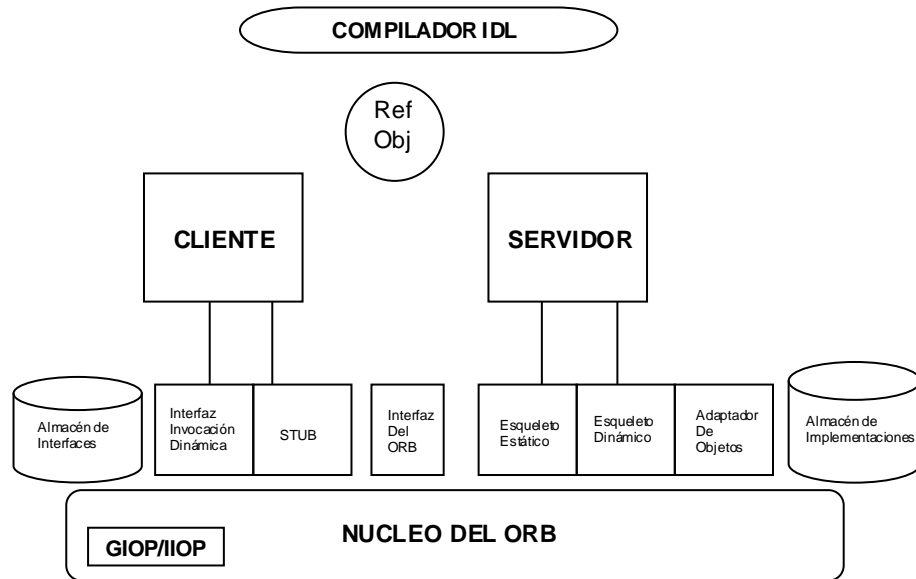 COMPILADOR IDL
Ref
Obj
CLIENTE
SERVIDOR
Almacén de
Interfaces
Interfaz
Invocación
Dinámica
STUB
Interfaz
Del
ORB
Esqueleto
Estático
Esqueleto
Dinámico
Adaptador
De
Objetos
Almacén de
Implementaciones
NUCLEO DEL ORB
GIOP/IIOP